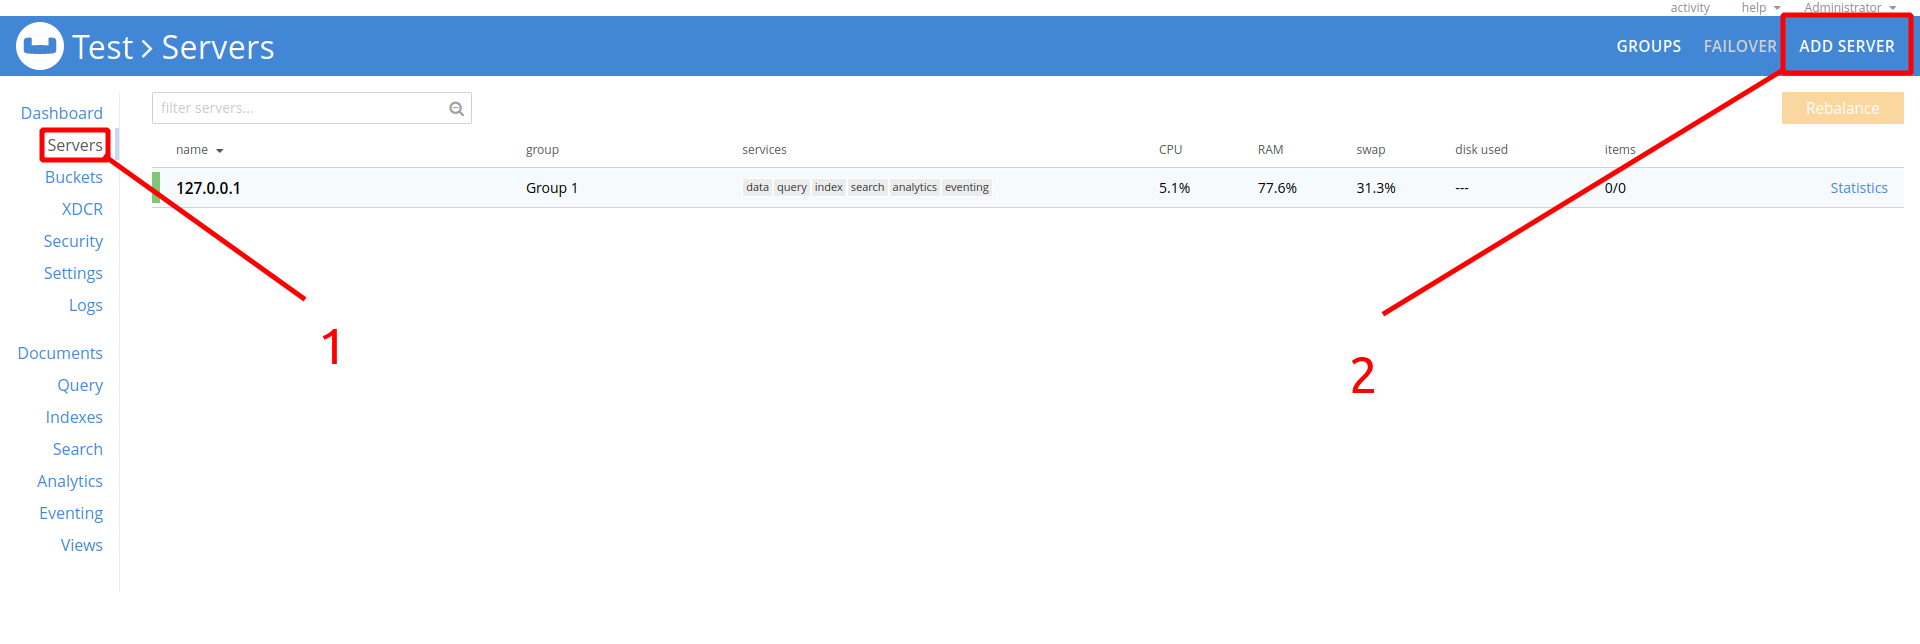 activity help Administrator
Test > Servers GROUPS FAILOVER ADD SERVER
Dashboard
Servers
Buckets
XDCR
Security
Settings
Logs
Documents
Query
Indexes
Search
Analytics
Eventing
Views
filter servers... Rebalance
name group services CPU RAM swap disk used items
127.0.0.1 Group 1 data query index search analytics eventing 5.1% 77.6% 31.3% --- 0/0 Statistics
1
2